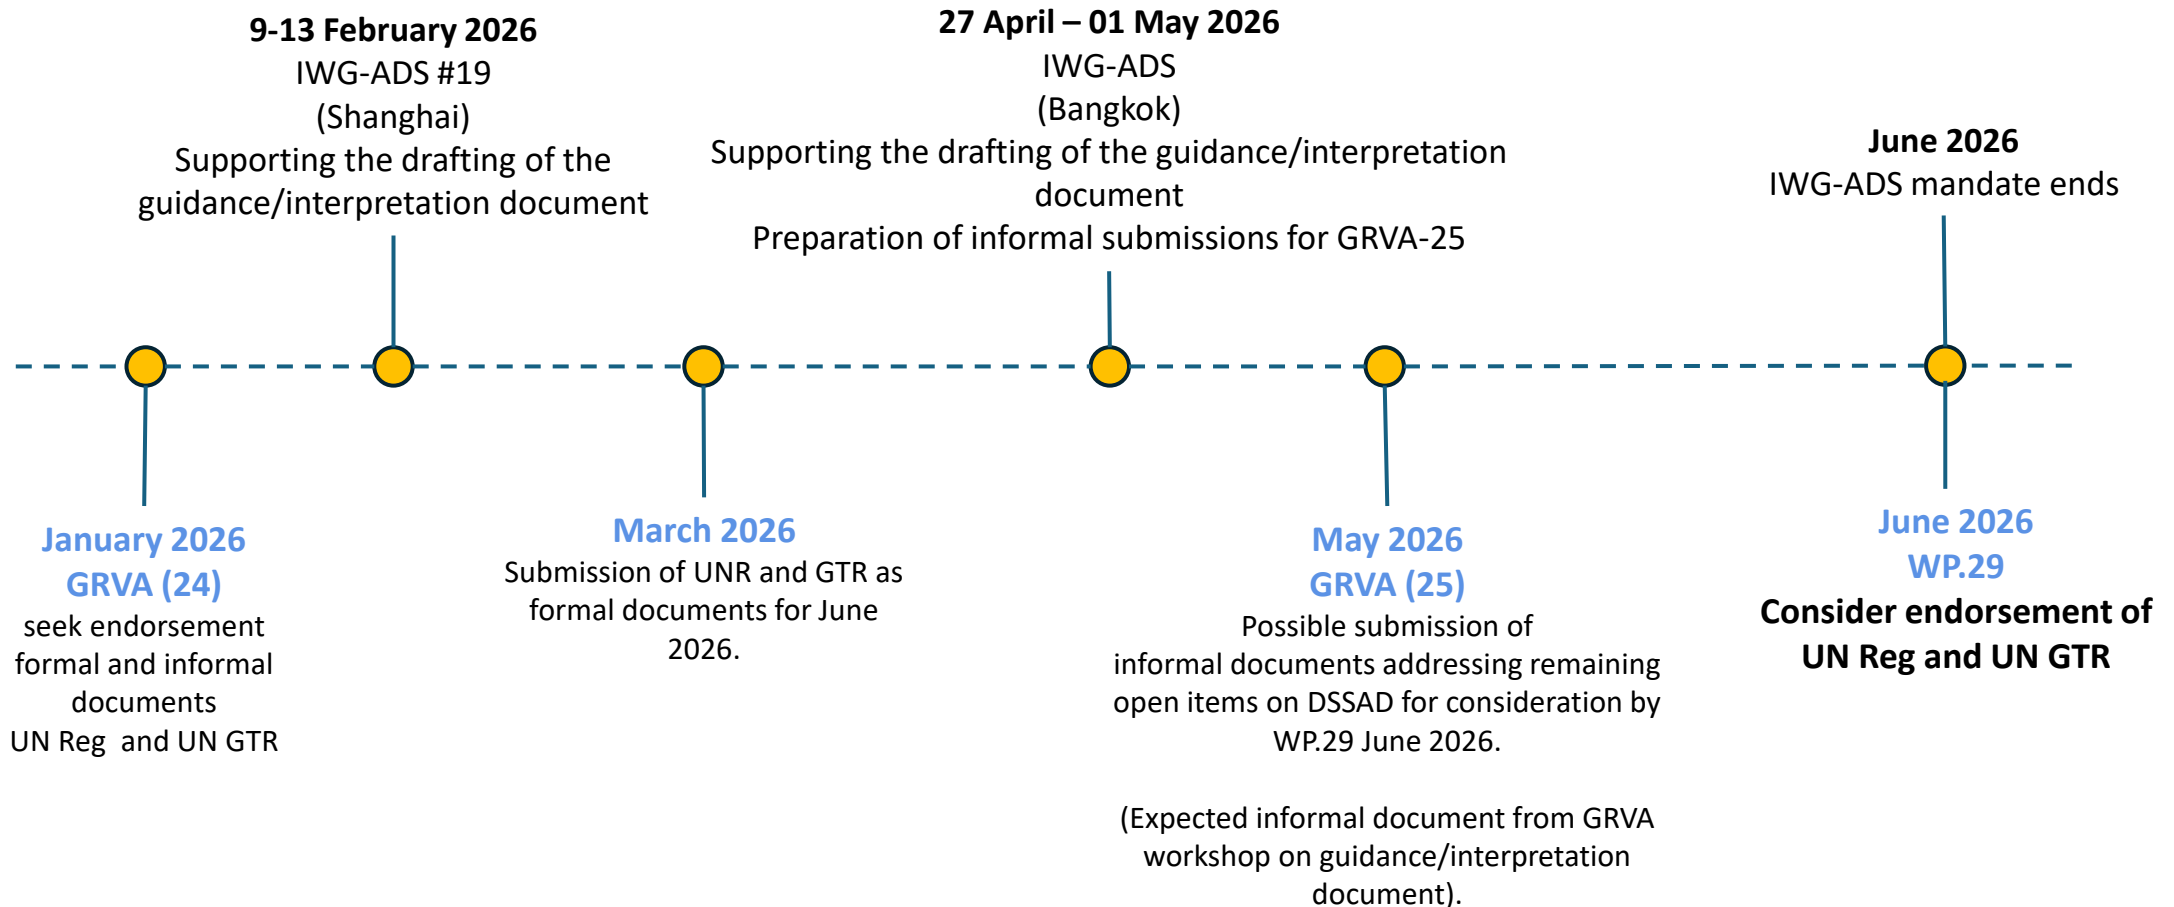 9-13 February 2026
IWG-ADS #19
(Shanghai)
Supporting the drafting of the
guidance/interpretation document
27 April – 01 May 2026
IWG-ADS
(Bangkok)
Supporting the drafting of the guidance/interpretation
document
Preparation of informal submissions for GRVA-25
June 2026
IWG-ADS mandate ends
January 2026
GRVA (24)
seek endorsement
formal and informal
documents
UN Reg and UN GTR
March 2026
Submission of UNR and GTR as
formal documents for June
2026.
May 2026
GRVA (25)
Possible submission of
informal documents addressing remaining
open items on DSSAD for consideration by
WP.29 June 2026.
(Expected informal document from GRVA
workshop on guidance/interpretation
document).
June 2026
WP.29
Consider endorsement of
UN Reg and UN GTR